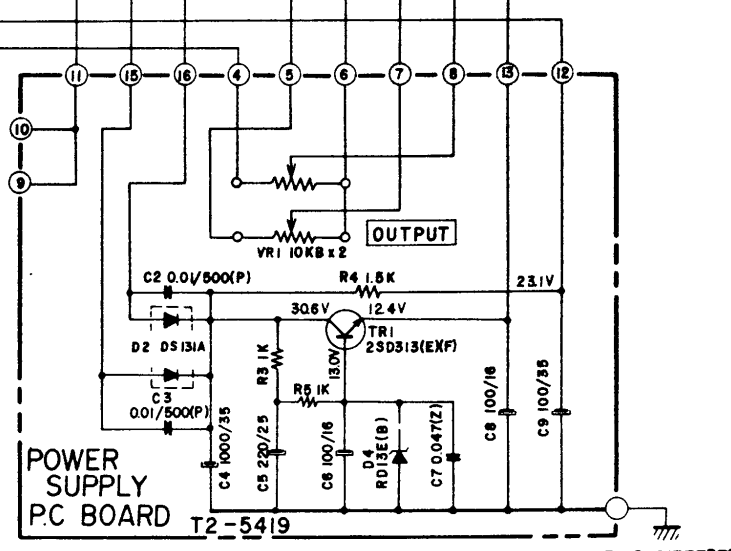 11 15 16 4 5 6 7 8 13 12
10
9
OUTPUT
VR1 10KB x 2
C2 0.01/500(P)
R4 1.5K
23.1V
30.6V
12.4V
TR1
2SD313(E)(F)
D2 DS131A
R3 1K
13.0V
C3
0.01/500(P)
R5 1K
C4 1000/35
C5 220/25
C6 100/16
D4
RD13E(B)
C7 0.047(Z)
C8 100/16
C9 100/35
POWER
SUPPLY
P.C BOARD
T2-5419